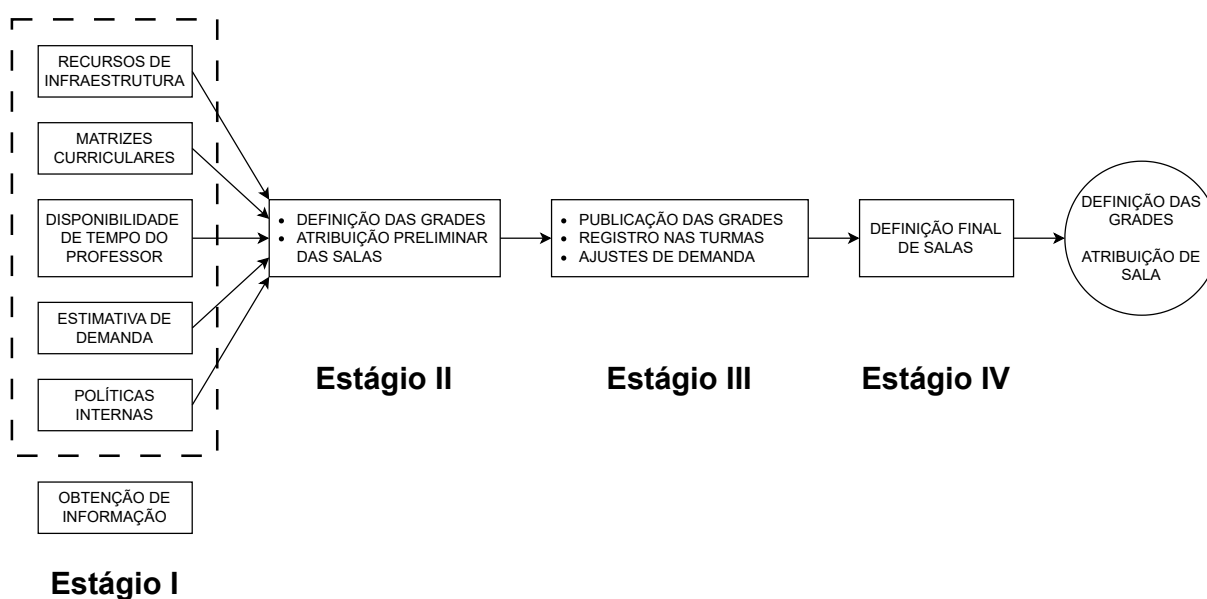 RECURSOS DE
INFRAESTRUTURA
MATRIZES
CURRICULARES
DISPONIBILIDADE
DE TEMPO DO
PROFESSOR
ESTIMATIVA DE
DEMANDA
POLÍTICAS
INTERNAS
OBTENÇÃO DE
INFORMAÇÃO
Estágio I
• DEFINIÇÃO DAS GRADES
• ATRIBUIÇÃO PRELIMINAR
DAS SALAS
Estágio II
• PUBLICAÇÃO DAS GRADES
• REGISTRO NAS TURMAS
• AJUSTES DE DEMANDA
Estágio III
DEFINIÇÃO FINAL
DE SALAS
Estágio IV
DEFINIÇÃO DAS
GRADES
ATRIBUIÇÃO DE
SALA